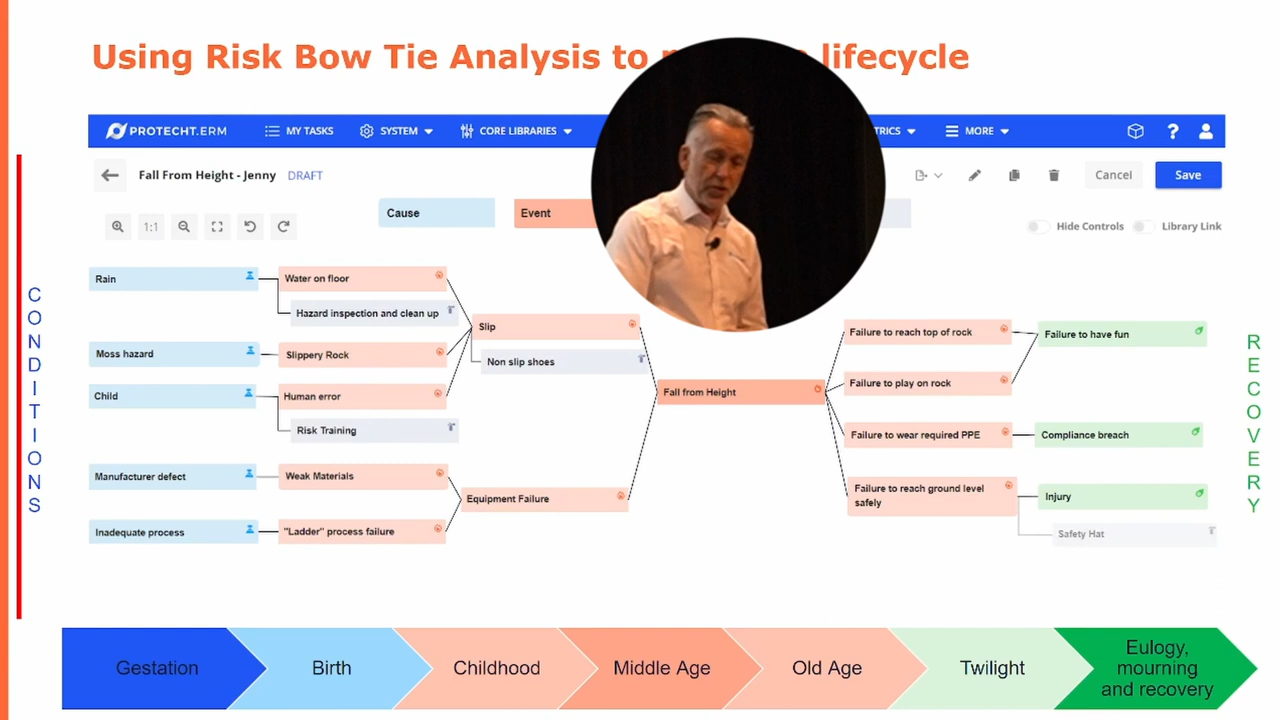 Using Risk Bow Tie Analysis to lifecycle
PROTECHT.ERM
MY TASKS
SYSTEM
CORE LIBRARIES
TRICS
MORE
?
Fall From Height - Jenny
DRAFT
Cancel
Save
1:1
Cause
Event
Hide Controls
Library Link
CONDITIONS
Rain
Water on floor
Hazard inspection and clean up
Slip
Non slip shoes
Moss hazard
Slippery Rock
Child
Human error
Risk Training
Manufacturer defect
Weak Materials
Equipment Failure
Inadequate process
"Ladder" process failure
Fall from Height
Failure to reach top of rock
Failure to have fun
Failure to play on rock
Failure to wear required PPE
Compliance breach
Failure to reach ground level
safely
Injury
Safety Hat
RECOVERY
Gestation
Birth
Childhood
Middle Age
Old Age
Twilight
Eulogy,
mourning
and recovery